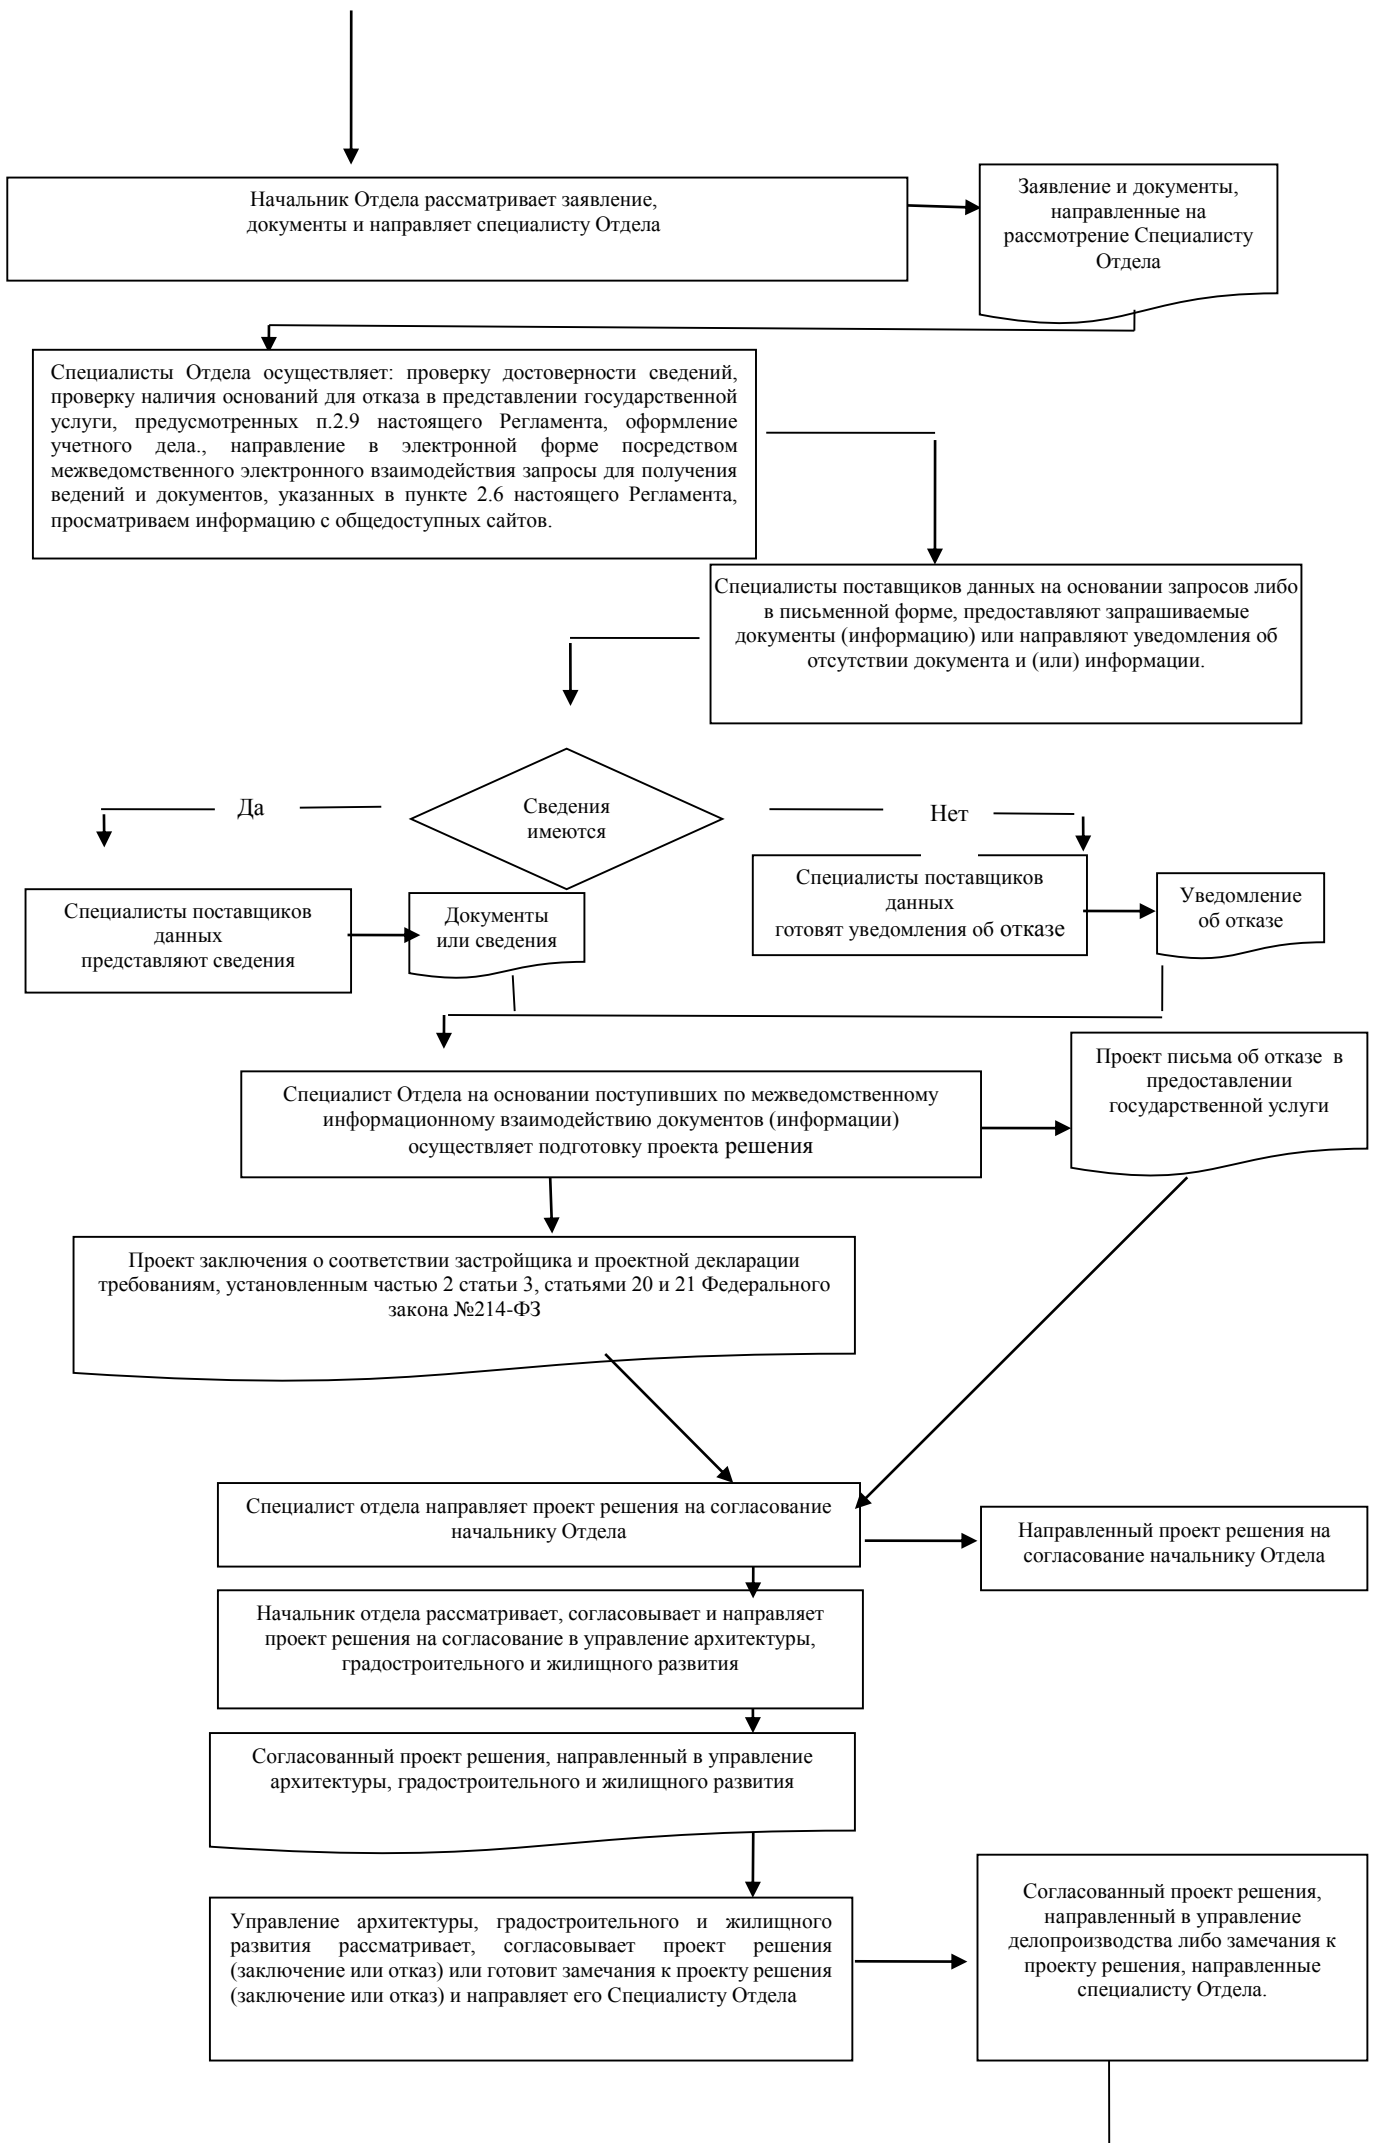 Начальник Отдела рассматривает заявление,
документы и направляет специалисту Отдела
Заявление и документы,
направленные на
рассмотрение Специалисту
Отдела
Специалисты Отдела осуществляет: проверку достоверности сведений,
проверку наличия оснований для отказа в представлении государственной
услуги, предусмотренных п.2.9 настоящего Регламента, оформление
учетного дела., направление в электронной форме посредством
межведомственного электронного взаимодействия запросы для получения
ведений и документов, указанных в пункте 2.6 настоящего Регламента,
просматриваем информацию с общедоступных сайтов.
Специалисты поставщиков данных на основании запросов либо
в письменной форме, предоставляют запрашиваемые
документы (информацию) или направляют уведомления об
отсутствии документа и (или) информации.
Да
Сведения
имеются
Нет
Специалисты поставщиков
данных
представляют сведения
Документы
или сведения
Специалисты поставщиков
данных
готовят уведомления об отказе
Уведомление
об отказе
Специалист Отдела на основании поступивших по межведомственному
информационному взаимодействию документов (информации)
осуществляет подготовку проекта решения
Проект письма об отказе в
предоставлении
государственной услуги
Проект заключения о соответствии застройщика и проектной декларации
требованиям, установленным частью 2 статьи 3, статьями 20 и 21 Федерального
закона №214-ФЗ
Специалист отдела направляет проект решения на согласование
начальнику Отдела
Направленный проект решения на
согласование начальнику Отдела
Начальник отдела рассматривает, согласовывает и направляет
проект решения на согласование в управление архитектуры,
градостроительного и жилищного развития
Согласованный проект решения, направленный в управление
архитектуры, градостроительного и жилищного развития
Управление архитектуры, градостроительного и жилищного
развития рассматривает, согласовывает проект решения
(заключение или отказ) или готовит замечания к проекту решения
(заключение или отказ) и направляет его Специалисту Отдела
Согласованный проект решения,
направленный в управление
делопроизводства либо замечания к
проекту решения, направленные
специалисту Отдела.